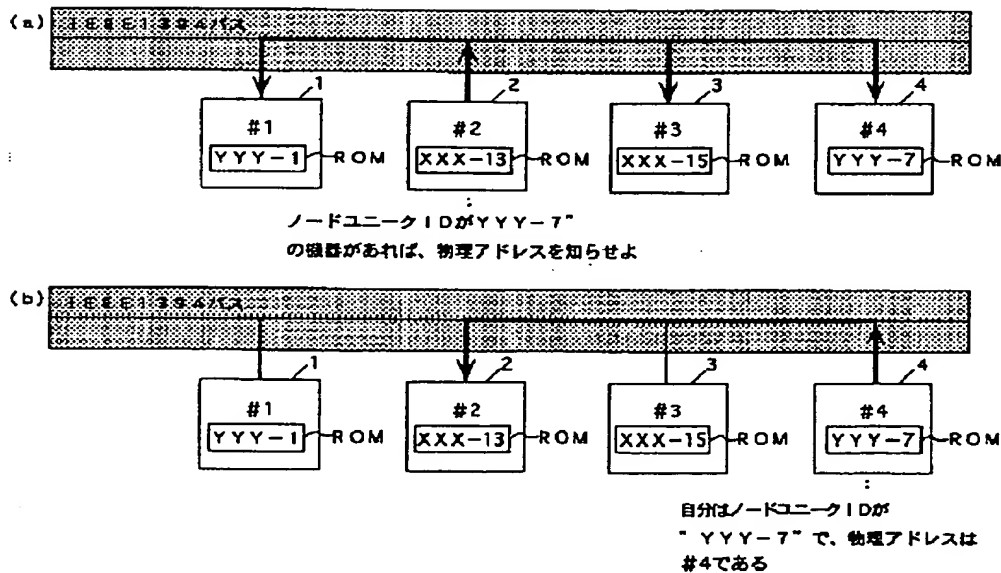 (a) IEEE1394バス
1 2 3 4
#1 #2 #3 #4
YYY-1 ROM XXX-13 ROM XXX-15 ROM YYY-7 ROM
ノードユニークIDがYYY-7"
の機器があれば、物理アドレスを知らせよ
(b) IEEE1394バス
1 2 3 4
#1 #2 #3 #4
YYY-1 ROM XXX-13 ROM XXX-15 ROM YYY-7 ROM
自分はノードユニークIDが
"YYY-7"で、物理アドレスは
#4である